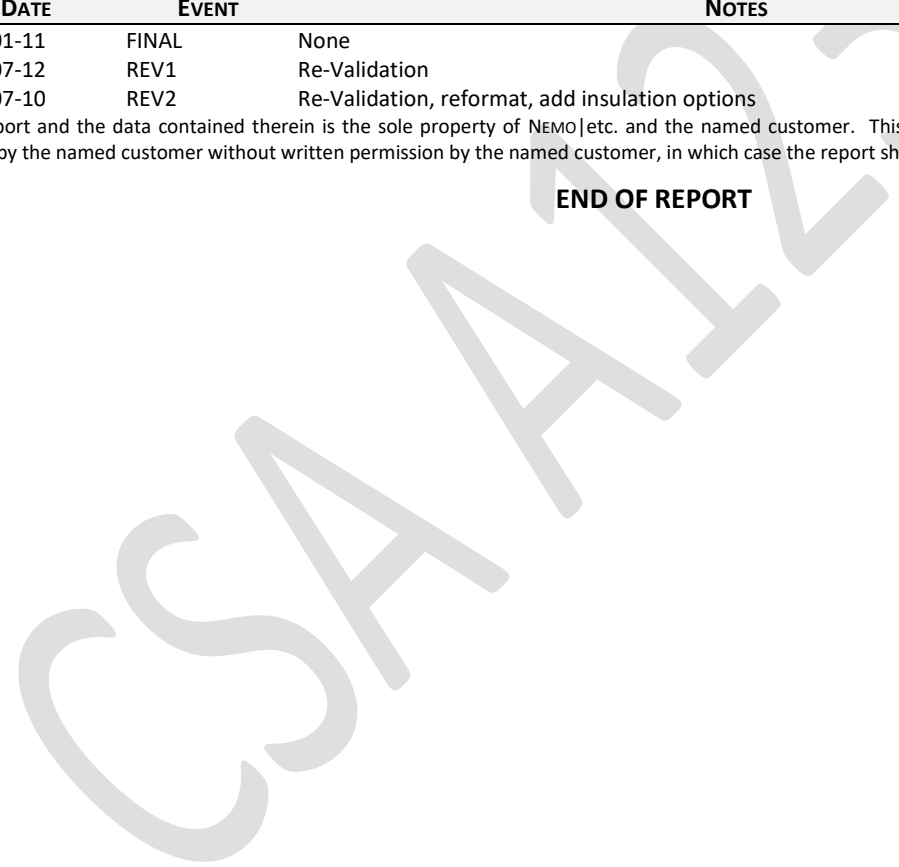 DATE EVENT NOTES
01-11 FINAL None
07-12 REV1 Re-Validation
07-10 REV2 Re-Validation, reformat, add insulation options
port and the data contained therein is the sole property of NEMO|etc. and the named customer. This
by the named customer without written permission by the named customer, in which case the report sh
END OF REPORT
CSA A12